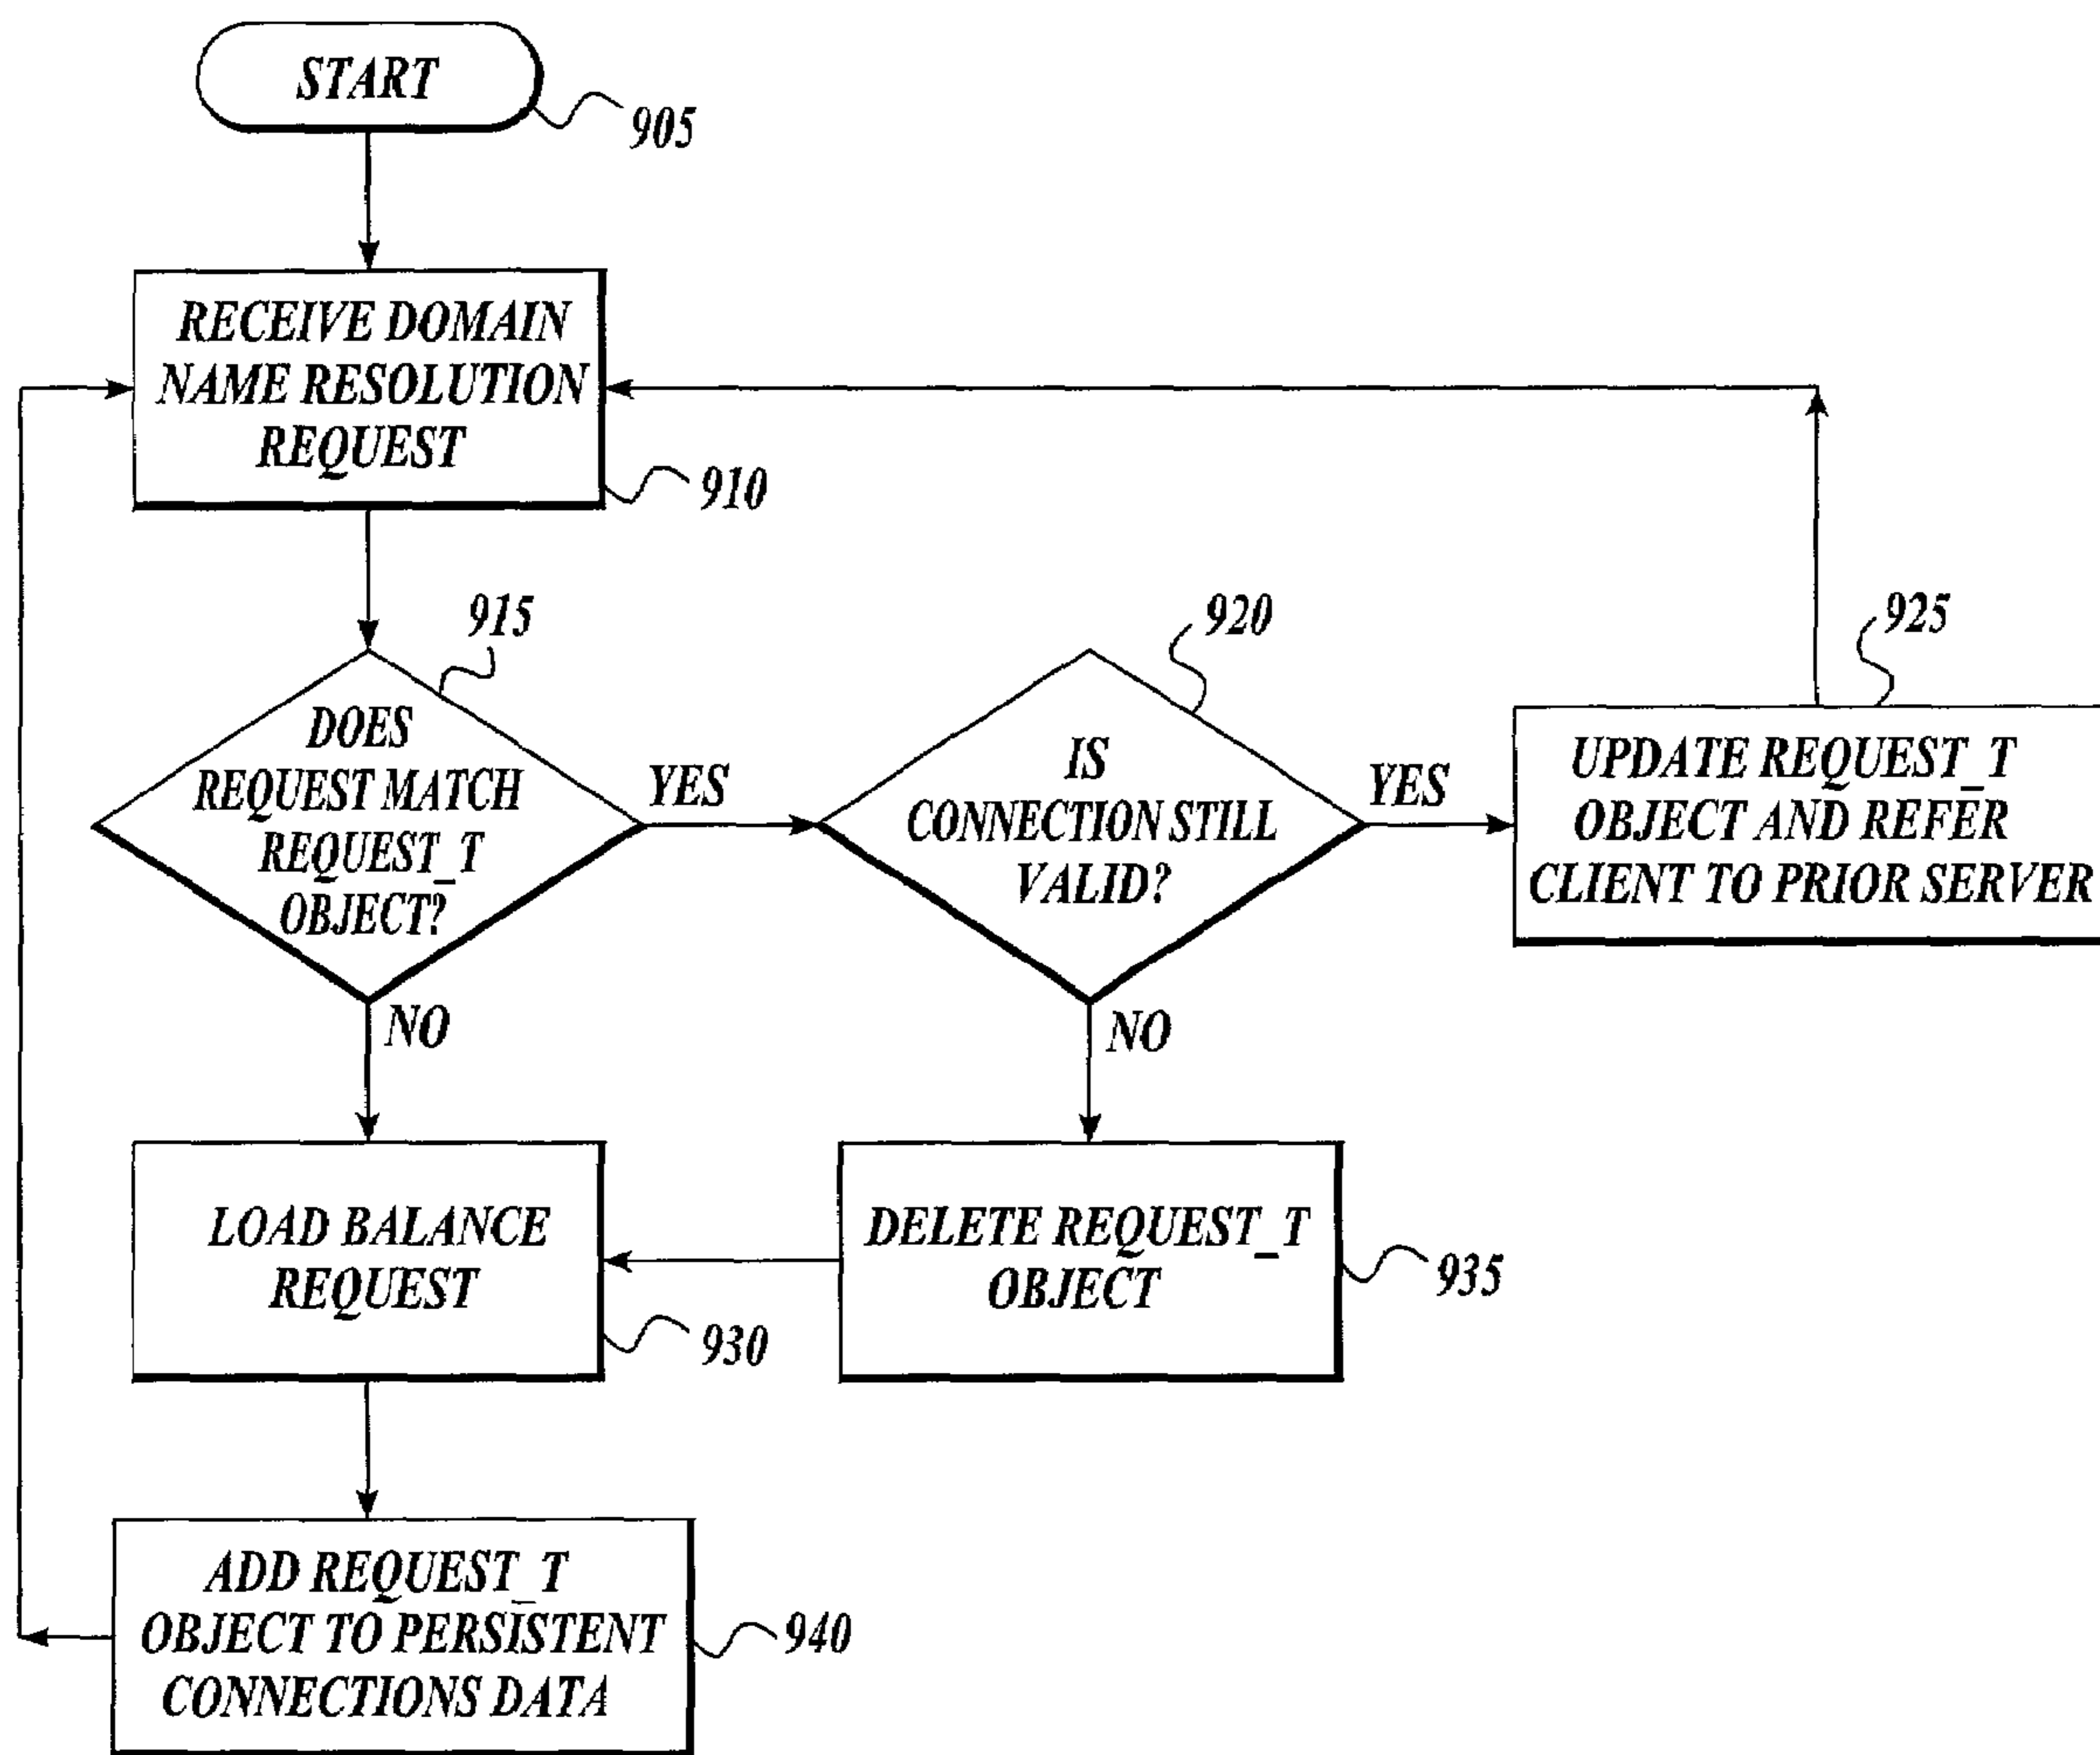 START
905
RECEIVE DOMAIN
NAME RESOLUTION
REQUEST
910
915
DOES
REQUEST MATCH
REQUEST_T
OBJECT?
YES
NO
920
IS
CONNECTION STILL
VALID?
YES
NO
925
UPDATE REQUEST_T
OBJECT AND REFER
CLIENT TO PRIOR SERVER
LOAD BALANCE
REQUEST
930
DELETE REQUEST_T
OBJECT
935
ADD REQUEST_T
OBJECT TO PERSISTENT
CONNECTIONS DATA
940